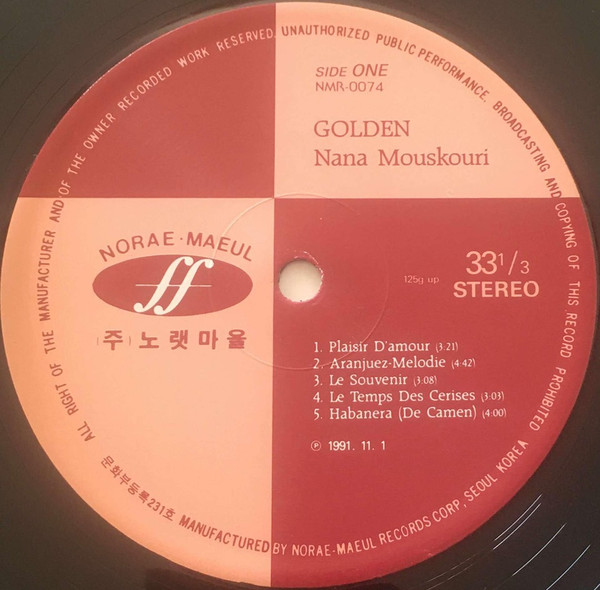 ALL RIGHT OF THE MANUFACTURER AND OF THE OWNER RECORDED WORK RESERVED. UNAUTHORIZED PUBLIC PERFORMANCE. BROADCASTING AND COPYING OF THIS RECORD PROHIBITED
SIDE ONE
NMR-0074
GOLDEN
Nana Mouskouri
NORAE·MAEUL
ff
(주)노랫마을
125g up
33 1/3
STEREO
1. Plaisir D'amour (3:21)
2. Aranjuez-Melodie (4:42)
3. Le Souvenir (3:08)
4. Le Temps Des Cerises (3:03)
5. Habanera (De Camen) (4:00)
℗ 1991. 11. 1
문화부등록231호 MANUFACTURED BY NORAE-MAEUL RECORDS CORP, SEOUL KOREA